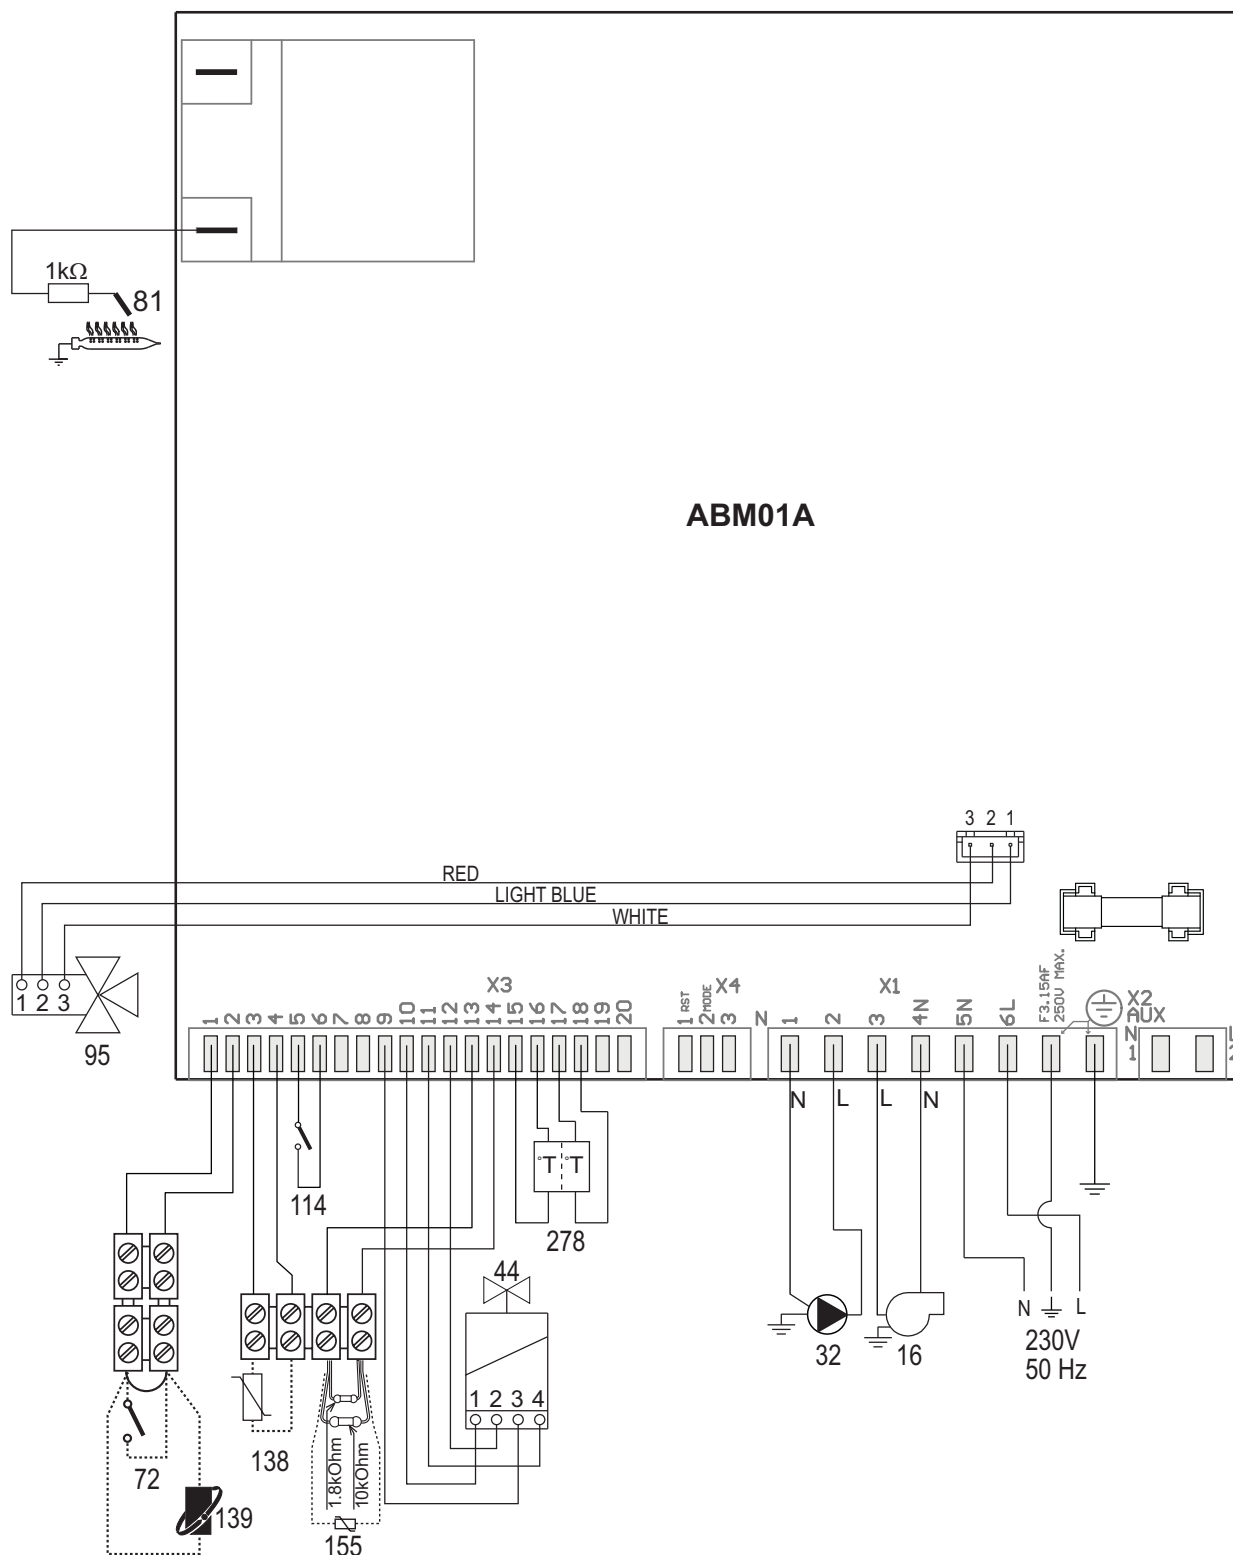 1kΩ
81
ABM01A
3 2 1
RED
LIGHT BLUE
WHITE
1 2 3
95
X3
1 2 3 4 5 6 7 8 9 10 11 12 13 14 15 16 17 18 19 20
X4
1 RST
2 MODE
3
X1
N 1 2 3 4N 5N 6L
F3.15AF
250V MAX.
X2
AUX
N
1
L
2
N L L N
114
°T °T
278
44
1 2 3 4
N L
230V
50 Hz
32
16
72
139
138
1.8kOhm
10kOhm
155